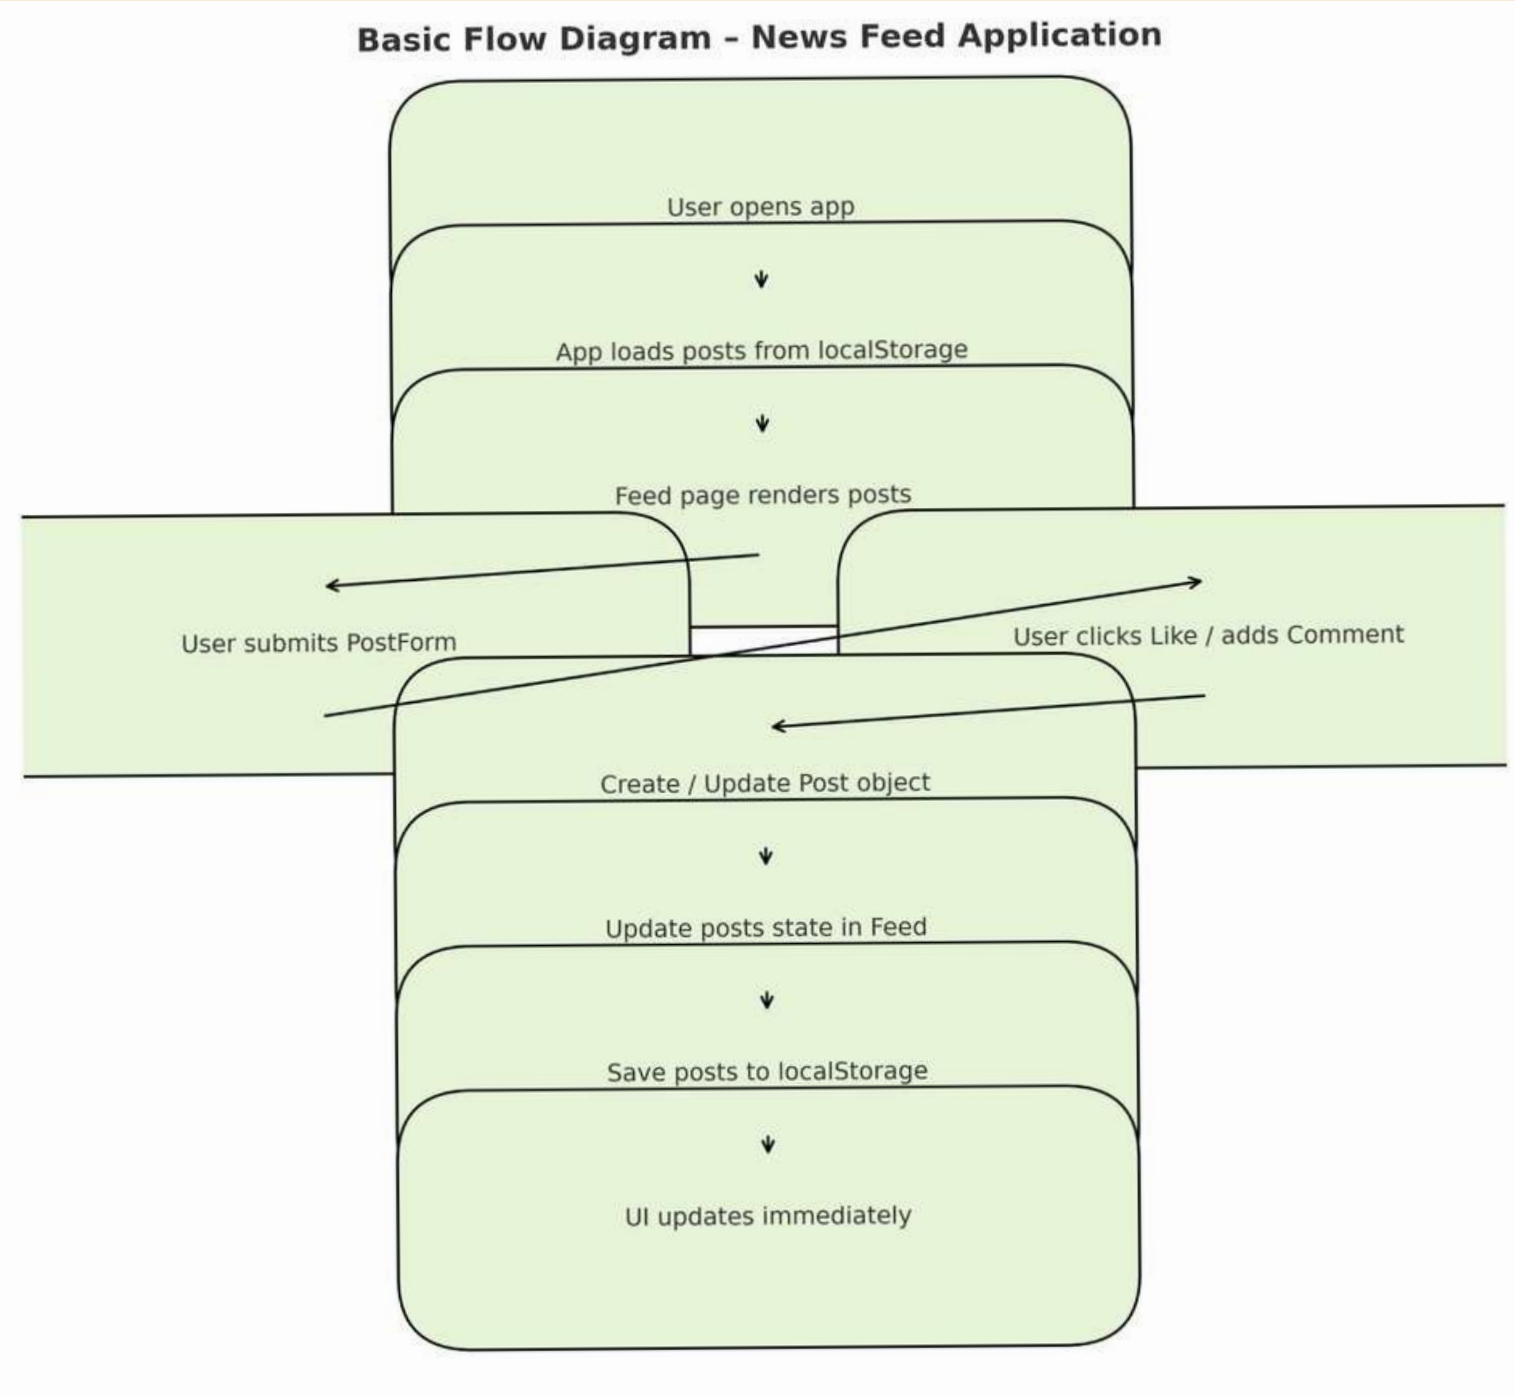 Basic Flow Diagram – News Feed Application
User opens app
App loads posts from localStorage
Feed page renders posts
User submits PostForm
User clicks Like / adds Comment
Create / Update Post object
Update posts state in Feed
Save posts to localStorage
UI updates immediately